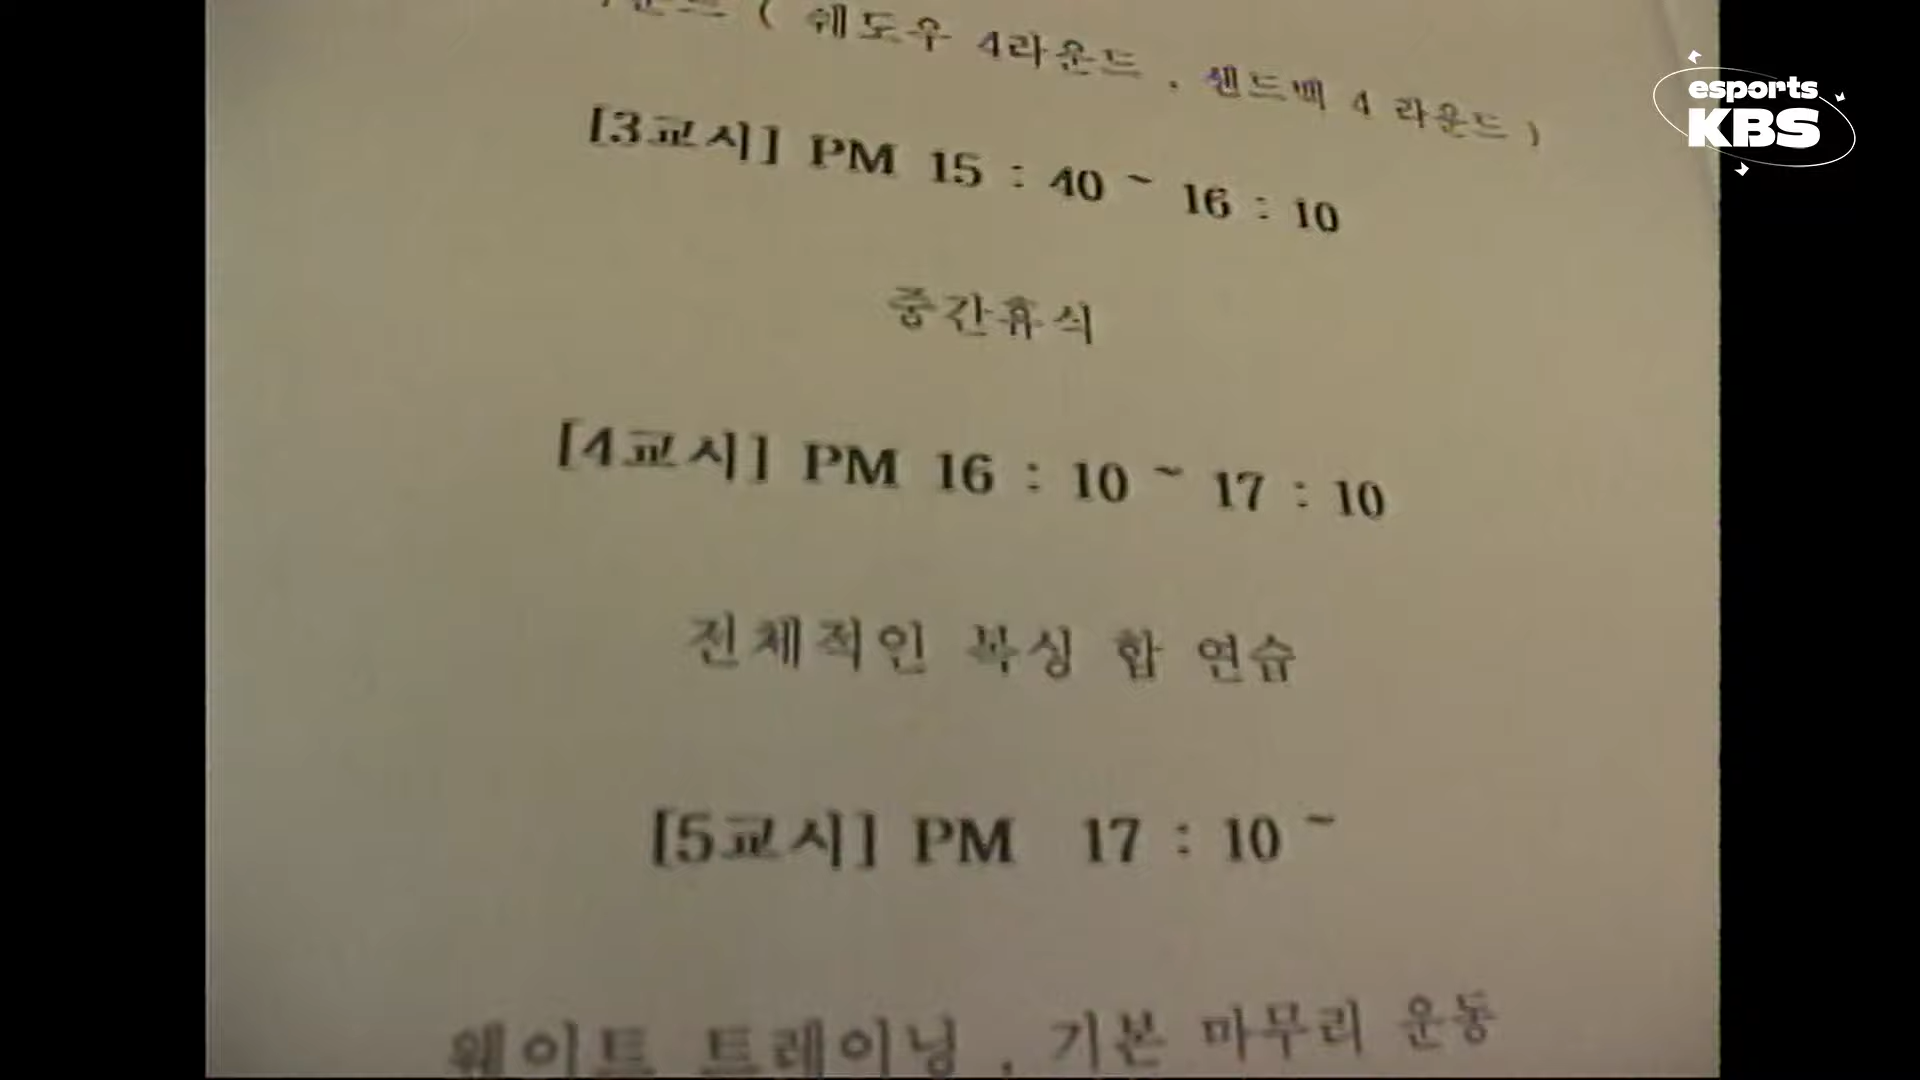 ( 쉐도우 4라운드 , 샌드백 4 라운드 )
[3교시] PM 15 : 40 ~ 16 : 10
중간휴식
[4교시] PM 16 : 10 ~ 17 : 10
전체적인 복싱 합 연습
[5교시] PM 17 : 10 ~
웨이트 트레이닝 , 기본 마무리 운동
esports
KBS